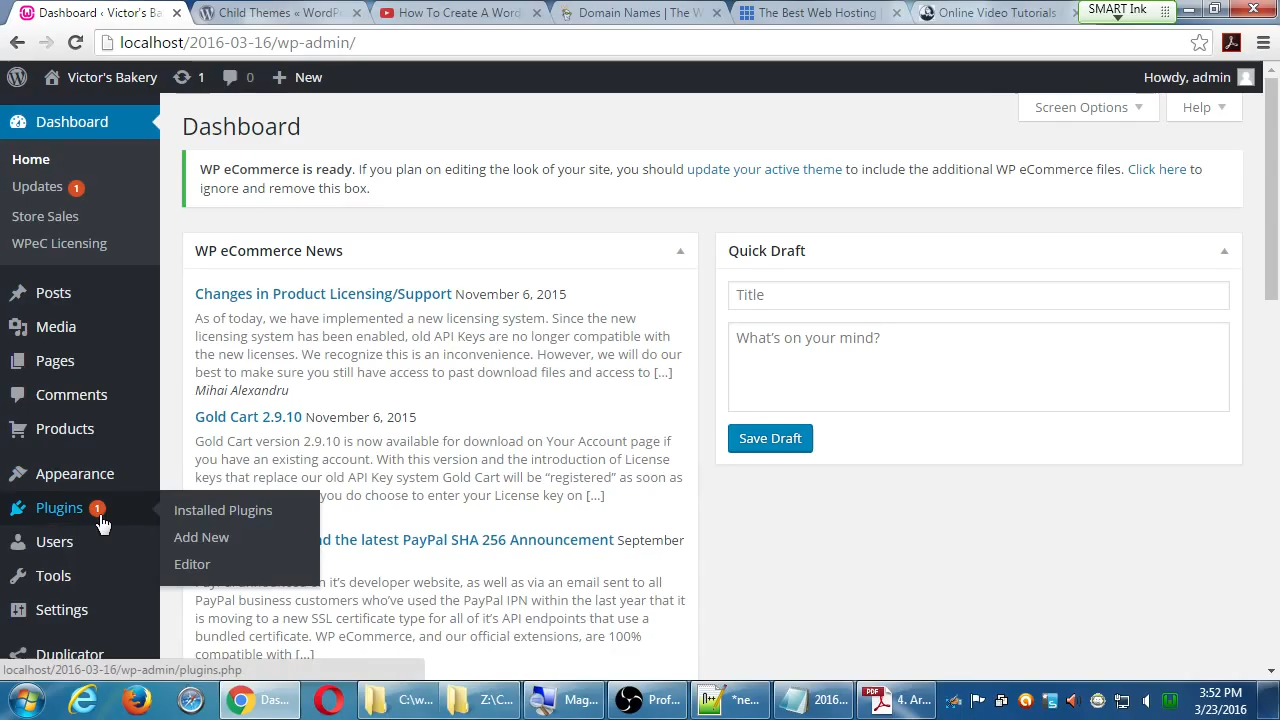 Dashboard ‹ Victor's Ba
Child Themes « WordP
How To Create A Word
Domain Names | The W
The Best Web Hosting
Online Video Tutorials
SMART Ink
localhost/2016-03-16/wp-admin/
Victor's Bakery
1
0
New
Howdy, admin
Dashboard
Home
Updates 1
Store Sales
WPeC Licensing
Posts
Media
Pages
Comments
Products
Appearance
Plugins 1
Users
Tools
Settings
Duplicator
Installed Plugins
Add New
Editor
Screen Options
Help
Dashboard
WP eCommerce is ready. If you plan on editing the look of your site, you should update your active theme to include the additional WP eCommerce files. Click here to
ignore and remove this box.
WP eCommerce News
Changes in Product Licensing/Support November 6, 2015
As of today, we have implemented a new licensing system. Since the new
licensing system has been enabled, old API Keys are no longer compatible with
the new licenses. We recognize this is an inconvenience. However, we will do our
best to make sure you still have access to past download files and access to [...]
Mihai Alexandru
Gold Cart 2.9.10 November 6, 2015
Gold Cart version 2.9.10 is now available for download on Your Account page if
you have an existing account. With this version and the introduction of License
keys that replace our old API Key system Gold Cart will be “registered” as soon as
you do choose to enter your License key on [...]
nd the latest PayPal SHA 256 Announcement September
it's developer website, as well as via an email sent to all
PayPal business customers who've used the PayPal IPN within the last year that it
is moving to a new SSL certificate type for all of it's API endpoints that use a
bundled certificate. WP eCommerce, and our official extensions, are 100%
compatible with [...]
Quick Draft
Title
What's on your mind?
Save Draft
localhost/2016-03-16/wp-admin/plugins.php
Das...
C:\w...
Z:\C...
Mag...
Prof...
*ne...
2016...
4. Ar...
3:52 PM
3/23/2016